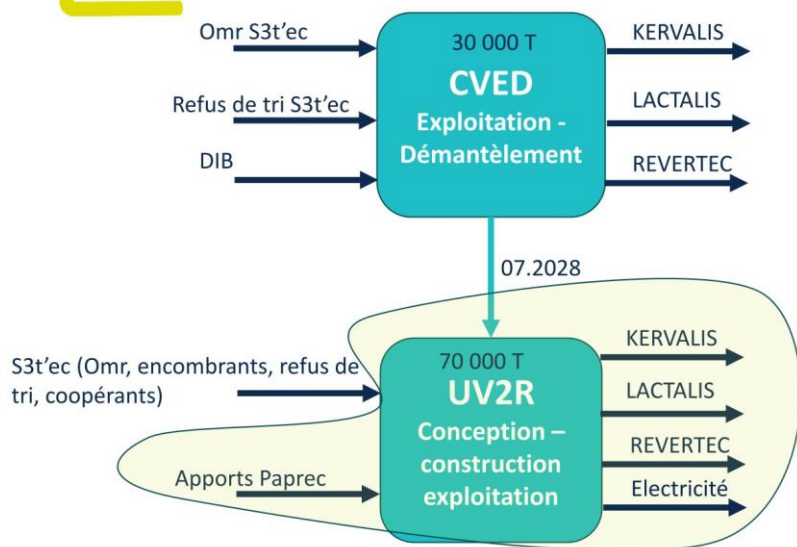 Omr S3t’ec
Refus de tri S3t’ec
DIB
30 000 T
CVED
Exploitation -
Démantèlement
KERVALIS
LACTALIS
REVERTEC
07.2028
S3t’ec (Omr, encombrants, refus de
tri, coopérants)
Apports Paprec
70 000 T
UV2R
Conception –
construction
exploitation
KERVALIS
LACTALIS
REVERTEC
Electricité